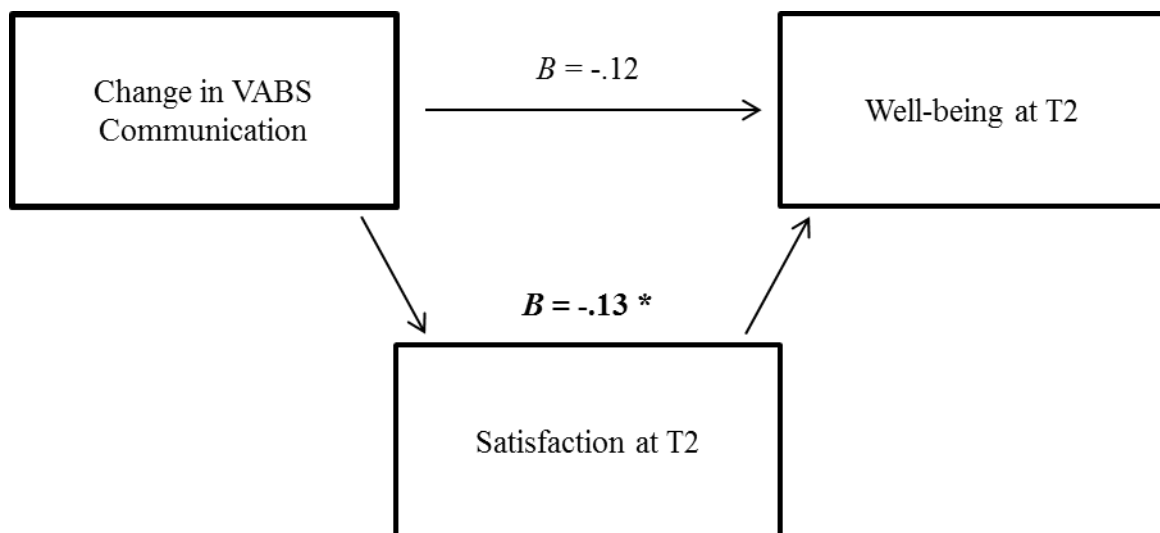 B = -.12
Change in VABS
Communication
Well-being at T2
B = -.13 *
Satisfaction at T2